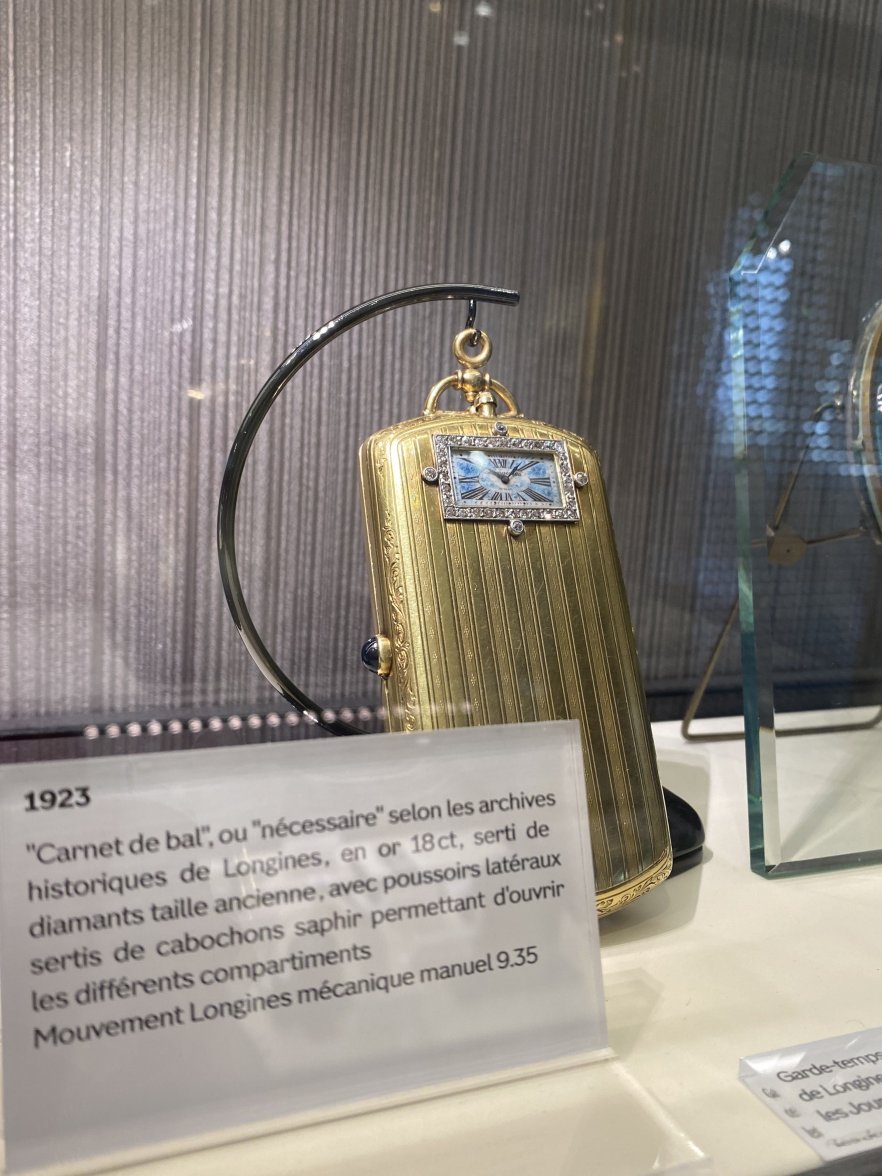 1923
"Carnet de bal", ou "nécessaire" selon les archives
historiques de Longines, en or 18ct, serti de
diamants taille ancienne, avec poussoirs latéraux
sertis de cabochons saphir permettant d'ouvrir
les différents compartiments
Mouvement Longines mécanique manuel 9.35
Garde-temps
de Longine
les Jou